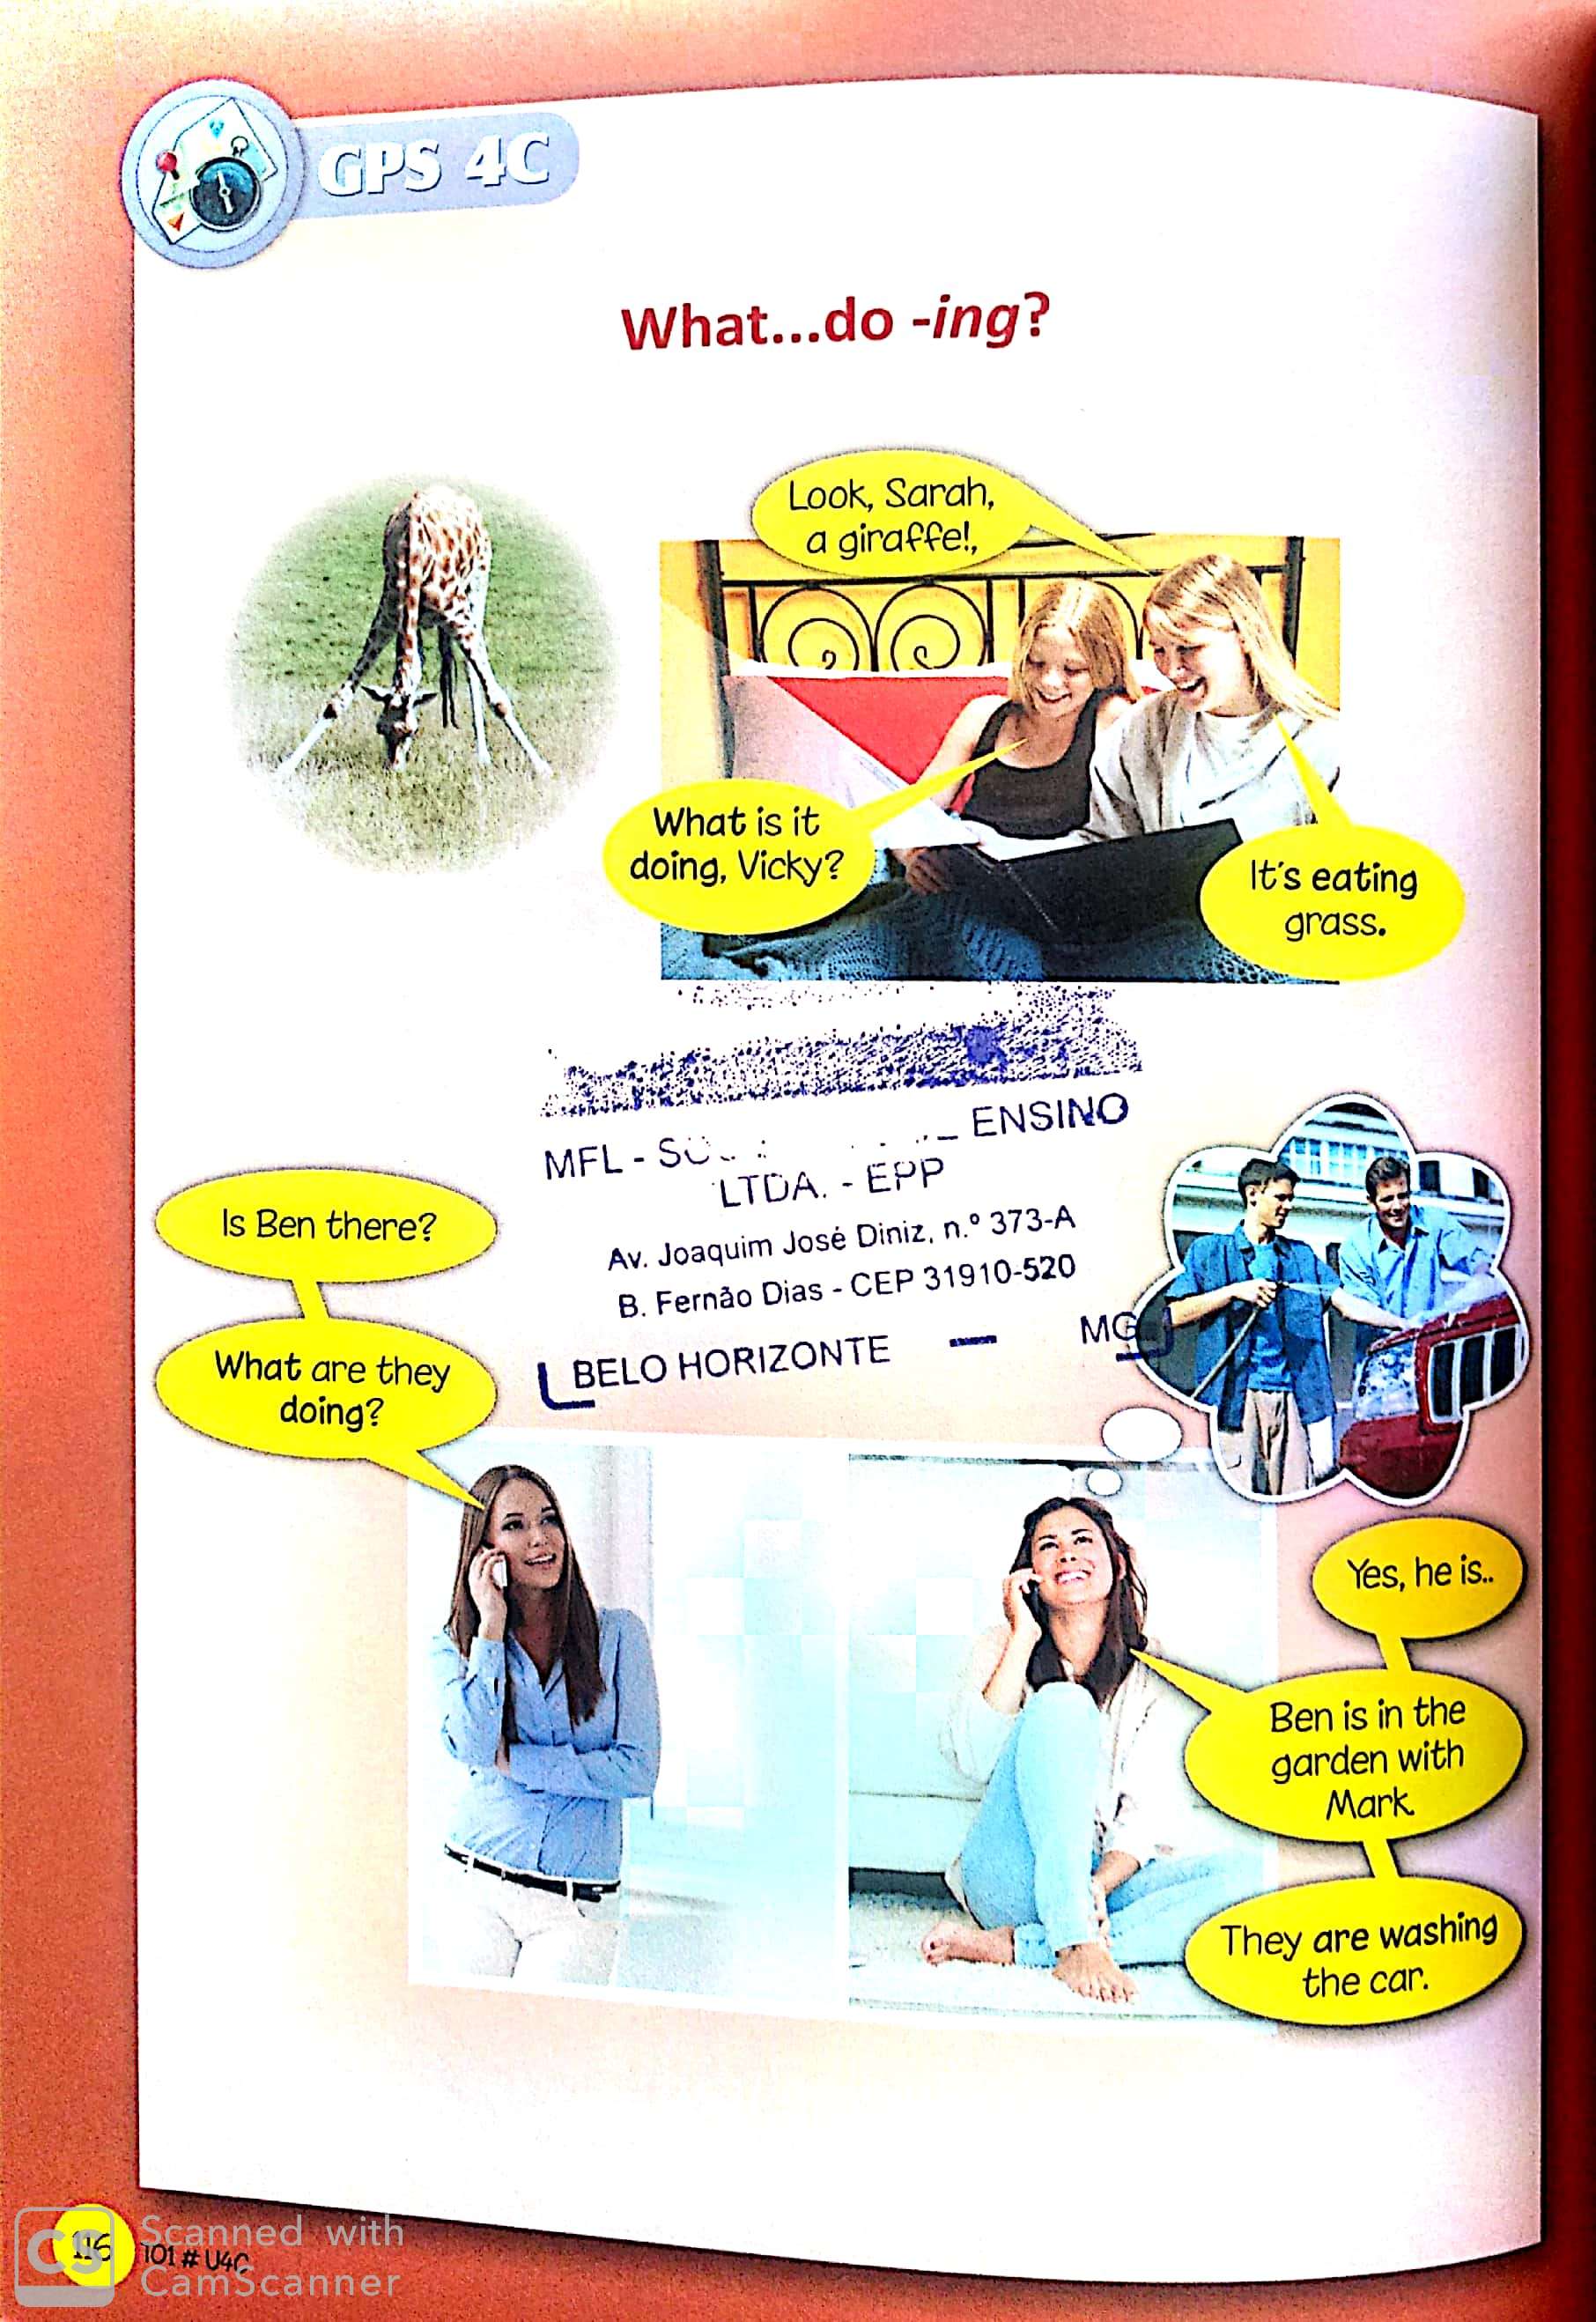 GPS 4C
What...do -ing?
Look, Sarah,
a giraffe!,
What is it
doing, Vicky?
It's eating
grass.
MFL - ENSINO
LTDA. - EPP
Av. Joaquim José Diniz, n.º 373-A
B. Fernão Dias - CEP 31910-520
BELO HORIZONTE — MG
Is Ben there?
What are they
doing?
Yes, he is..
Ben is in the
garden with
Mark.
They are washing
the car.
116
T01 # U4C
CS
Scanned with
CamScanner